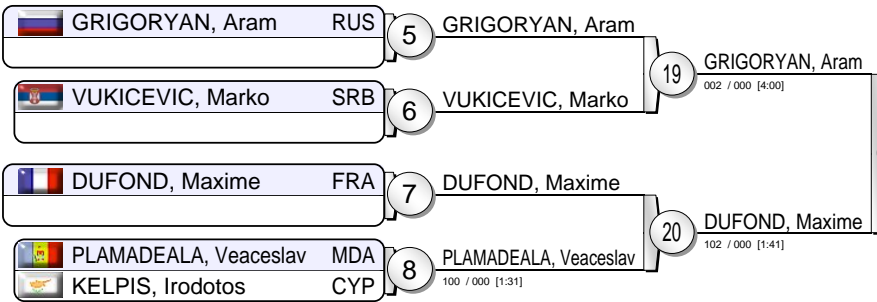 GRIGORYAN, Aram RUS
5
GRIGORYAN, Aram
VUKICEVIC, Marko SRB
6
VUKICEVIC, Marko
19
GRIGORYAN, Aram
002 / 000 [4:00]
DUFOND, Maxime FRA
7
DUFOND, Maxime
PLAMADEALA, Veaceslav MDA
KELPIS, Irodotos CYP
8
PLAMADEALA, Veaceslav
100 / 000 [1:31]
20
DUFOND, Maxime
102 / 000 [1:41]